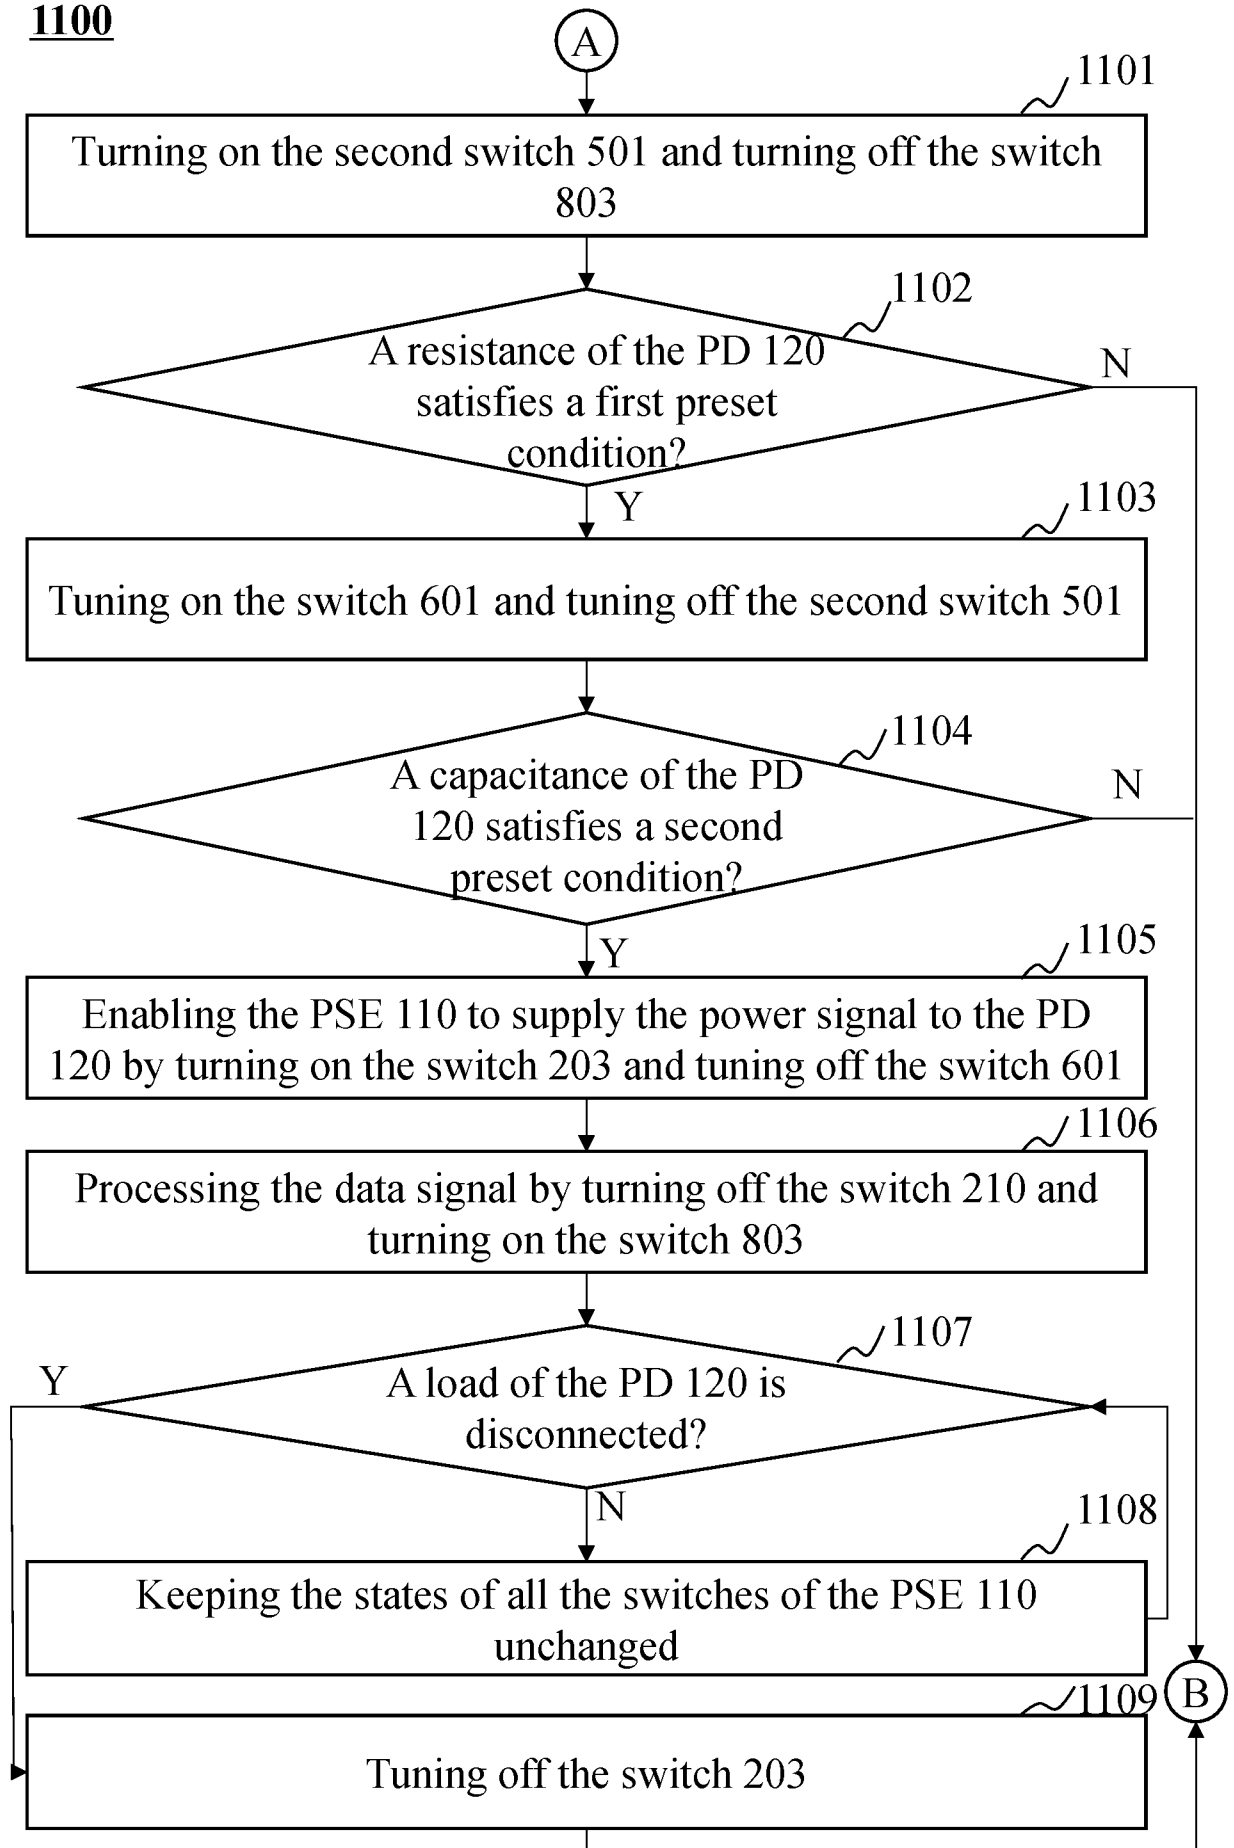 1100
A
1101
Turning on the second switch 501 and turning off the switch
803
1102
A resistance of the PD 120
satisfies a first preset
condition?
N
Y
1103
Tuning on the switch 601 and tuning off the second switch 501
1104
A capacitance of the PD
120 satisfies a second
preset condition?
N
Y
1105
Enabling the PSE 110 to supply the power signal to the PD
120 by turning on the switch 203 and tuning off the switch 601
1106
Processing the data signal by turning off the switch 210 and
turning on the switch 803
1107
Y
A load of the PD 120 is
disconnected?
N
1108
Keeping the states of all the switches of the PSE 110
unchanged
B
1109
Tuning off the switch 203